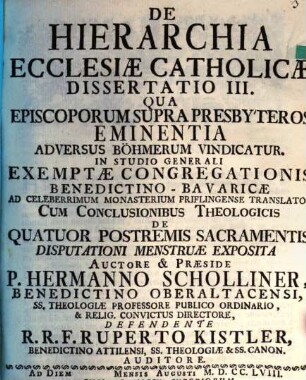 DE
HIERARCHIA
ECCLESIÆ CATHOLICÆ
DISSERTATIO III.
QUA
EPISCOPORUM SUPRA PRESBYTEROS
EMINENTIA
ADVERSUS BÖHMERUM VINDICATUR.
IN STUDIO GENERALI
EXEMPTÆ CONGREGATIONIS
BENEDICTINO-BAVARICÆ
AD CELEBERRIMUM MONASTERIUM PRIFLINGENSE TRANSLATO
CUM CONCLUSIONIBUS THEOLOGICIS
DE
QUATUOR POSTREMIS SACRAMENTIS
DISPUTATIONI MENSTRUÆ EXPOSITA
AUCTORE & PRÆSIDE
P. HERMANNO SCHOLLINER,
BENEDICTINO OBERALTACENSI,
SS. THEOLOGIÆ PROFESSORE PUBLICO ORDINARIO,
& RELIG. CONVICTUS DIRECTORE,
DEFENDENTE
R. R. F. RUPERTO KISTLER,
BENEDICTINO ATTILENSI, SS. THEOLOGIÆ & SS. CANON.
AUDITORE.
AD DIEM MENSIS AUGUSTI M. D. CC. LVIII.